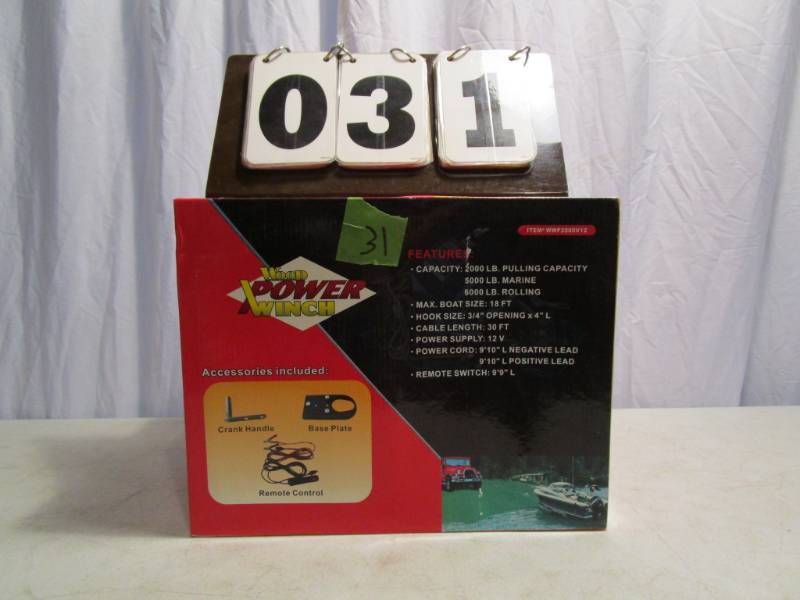 031
31
ITEM# WWP2000V12
Wood
POWER
WINCH
FEATURES:
• CAPACITY: 2000 LB. PULLING CAPACITY
5000 LB. MARINE
6000 LB. ROLLING
• MAX. BOAT SIZE: 18 FT
• HOOK SIZE: 3/4" OPENING x 4" L
• CABLE LENGTH: 30 FT
• POWER SUPPLY: 12 V
• POWER CORD: 9'10" L NEGATIVE LEAD
9'10" L POSITIVE LEAD
• REMOTE SWITCH: 9'9" L
Accessories included:
Crank Handle
Base Plate
Remote Control